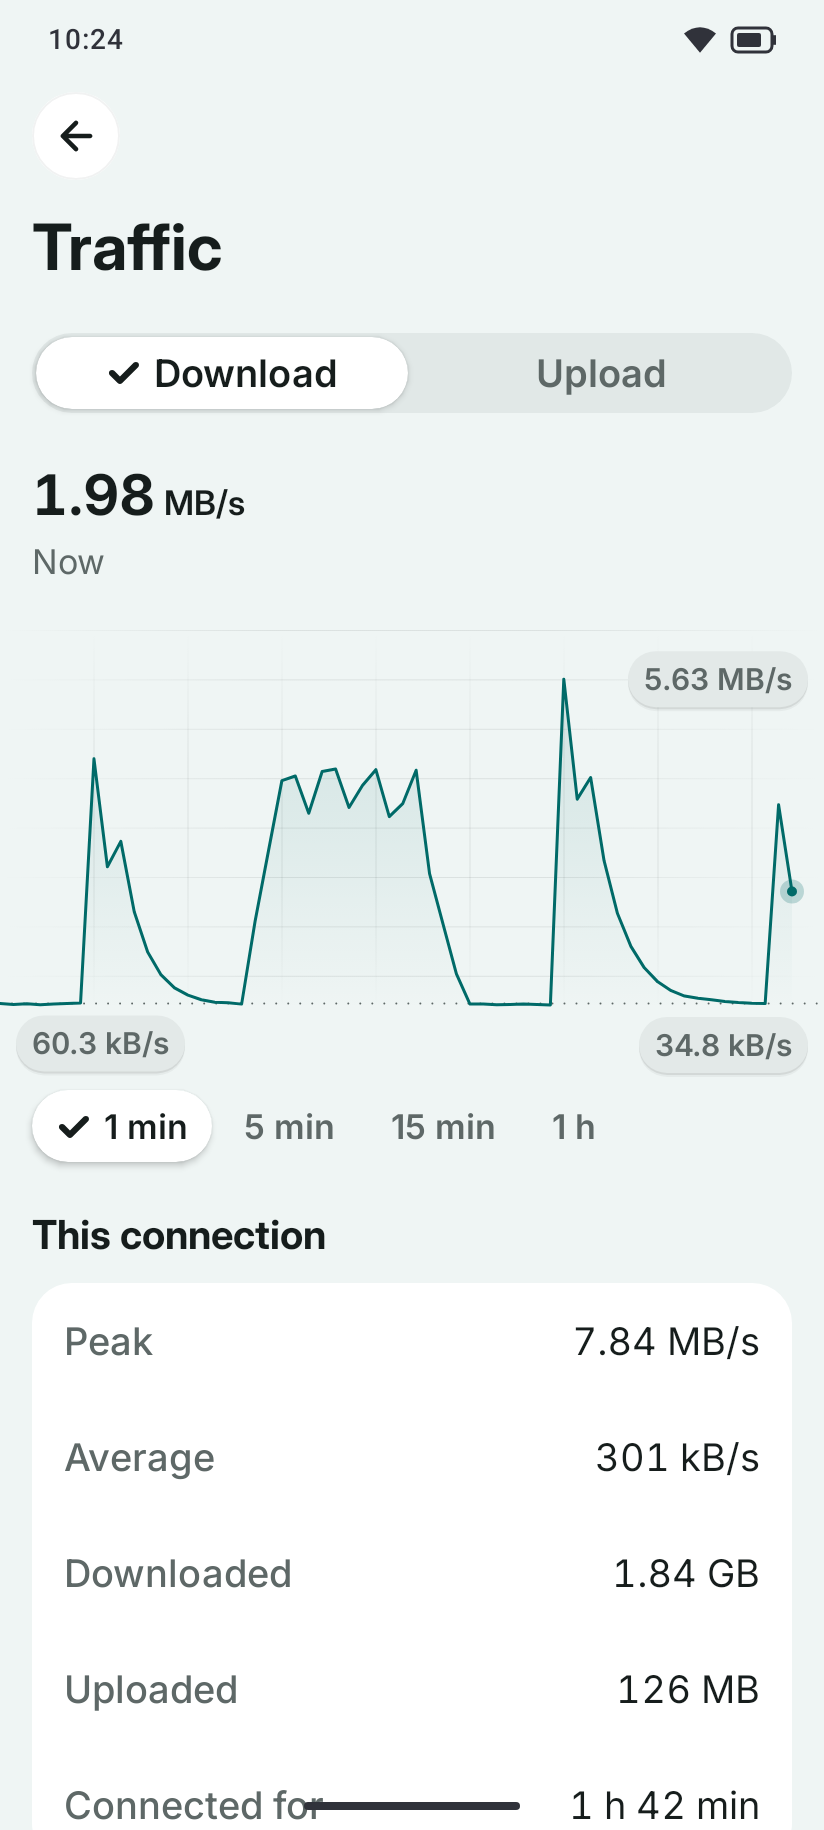 10:24
Traffic
Download
Upload
1.98 MB/s
Now
5.63 MB/s
60.3 kB/s
34.8 kB/s
1 min
5 min
15 min
1 h
This connection
Peak
7.84 MB/s
Average
301 kB/s
Downloaded
1.84 GB
Uploaded
126 MB
Connected for
1 h 42 min